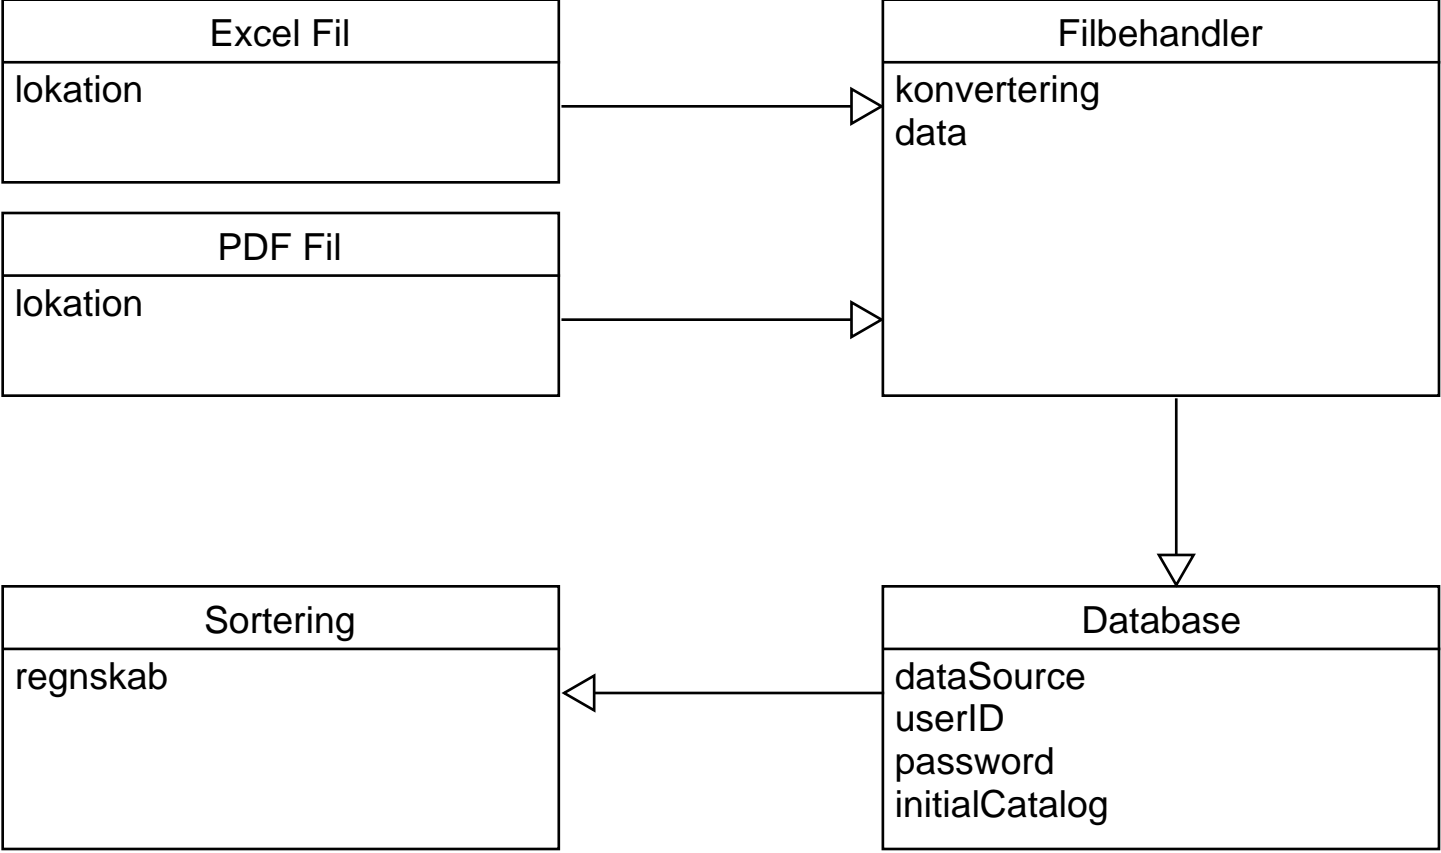 Excel Fil
lokation
PDF Fil
lokation
Filbehandler
konvertering
data
Sortering
regnskab
Database
dataSource
userID
password
initialCatalog